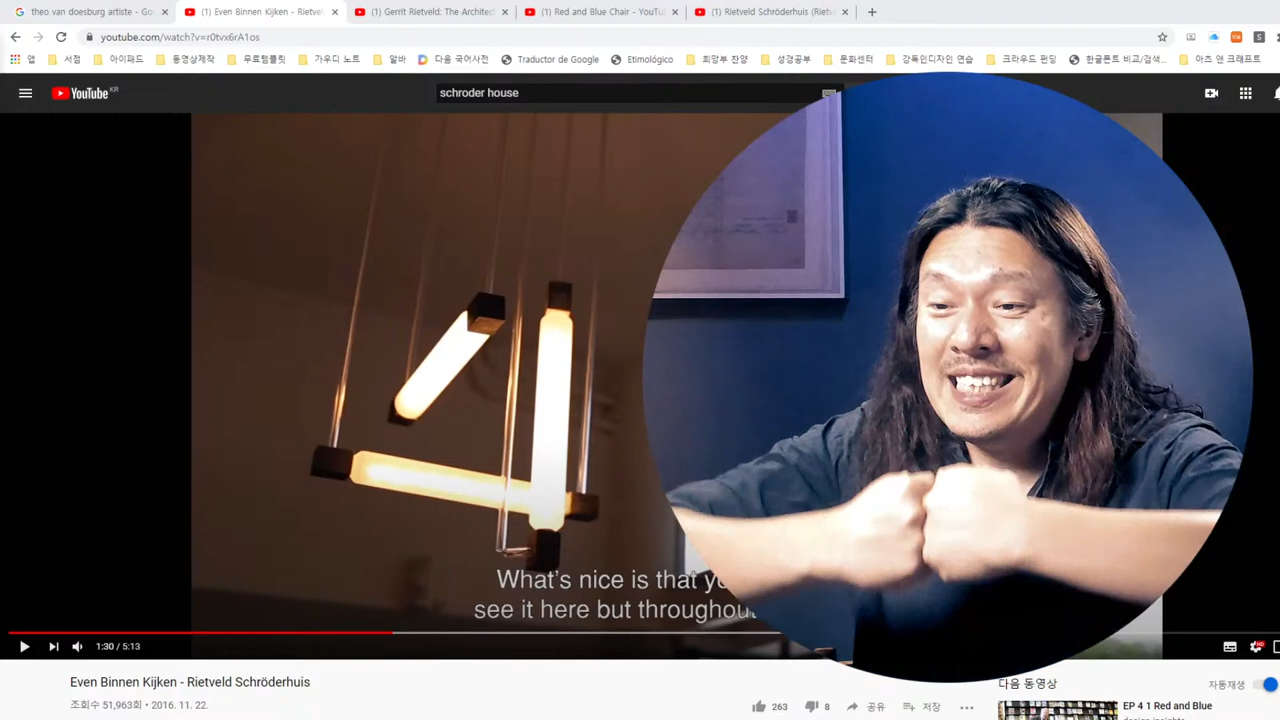 theo van doesburg artiste - Go
(1) Even Binnen Kijken - Rietvel
(1) Gerrit Rietveld: The Architec
(1) Red and Blue Chair - YouTu
(1) Rietveld Schröderhuis (Rietv
youtube.com/watch?v=r0tvx6rA1os
앱 서점 아이패드 동영상제작 무료템플릿 가우디 노트 알바 다음 국어사전 Traductor de Google Etimológico 희망부 찬양 성경공부 문화센터 감독인디자인 연습 크라우드 펀딩 한글폰트 비교/검색... 아츠 앤 크래프트
YouTube KR
schroder house
What's nice is that yo
see it here but throughout
1:30 / 5:13
Even Binnen Kijken - Rietveld Schröderhuis
조회수 51,963회 • 2016. 11. 22.
263 8 공유 저장
다음 동영상 자동재생
EP 4 1 Red and Blue